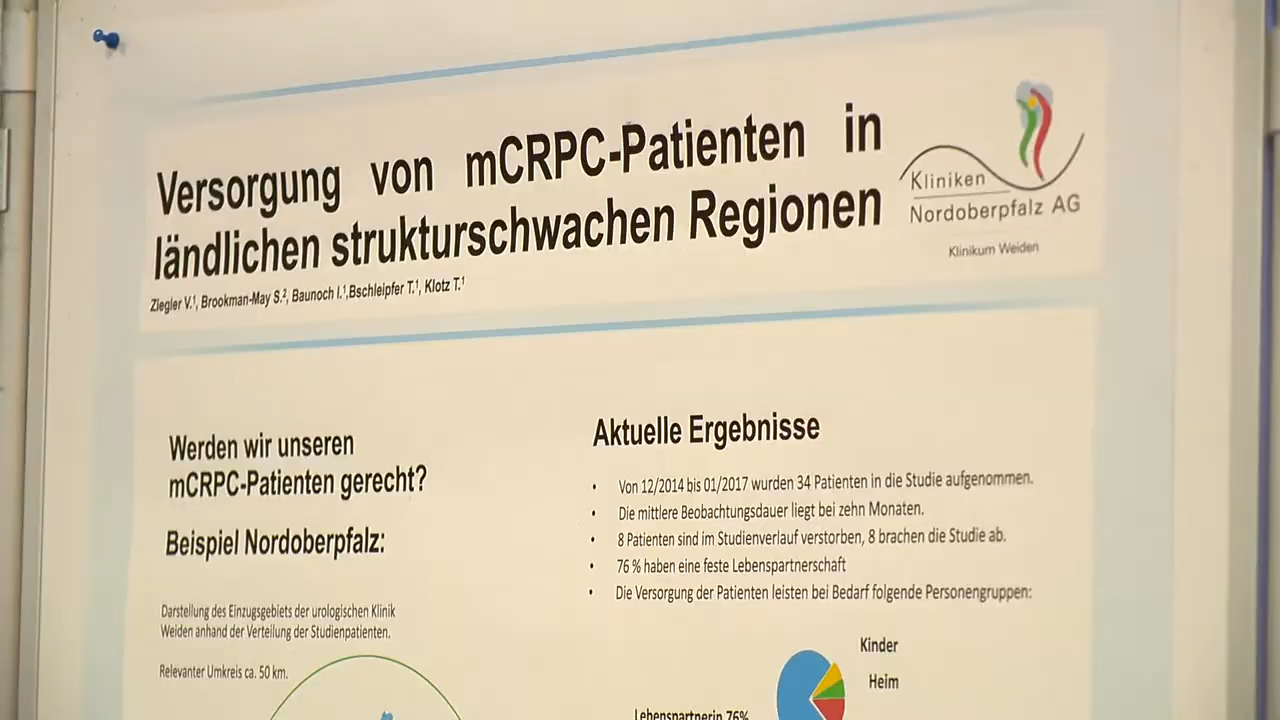 Versorgung von mCRPC-Patienten in
ländlichen strukturschwachen Regionen
Ziegler V.¹, Brookman-May S.², Baunoch I.¹,Bschleipfer T.¹, Klotz T.¹
Kliniken
Nordoberpfalz AG
Klinikum Weiden
Werden wir unseren
mCRPC-Patienten gerecht?
Beispiel Nordoberpfalz:
Darstellung des Einzugsgebiets der urologischen Klinik
Weiden anhand der Verteilung der Studienpatienten.
Relevanter Umkreis ca. 50 km.
Aktuelle Ergebnisse
• Von 12/2014 bis 01/2017 wurden 34 Patienten in die Studie aufgenommen.
• Die mittlere Beobachtungsdauer liegt bei zehn Monaten.
• 8 Patienten sind im Studienverlauf verstorben, 8 brachen die Studie ab.
• 76 % haben eine feste Lebenspartnerschaft
• Die Versorgung der Patienten leisten bei Bedarf folgende Personengruppen:
Kinder
Heim
Lebenspartnerin 76%